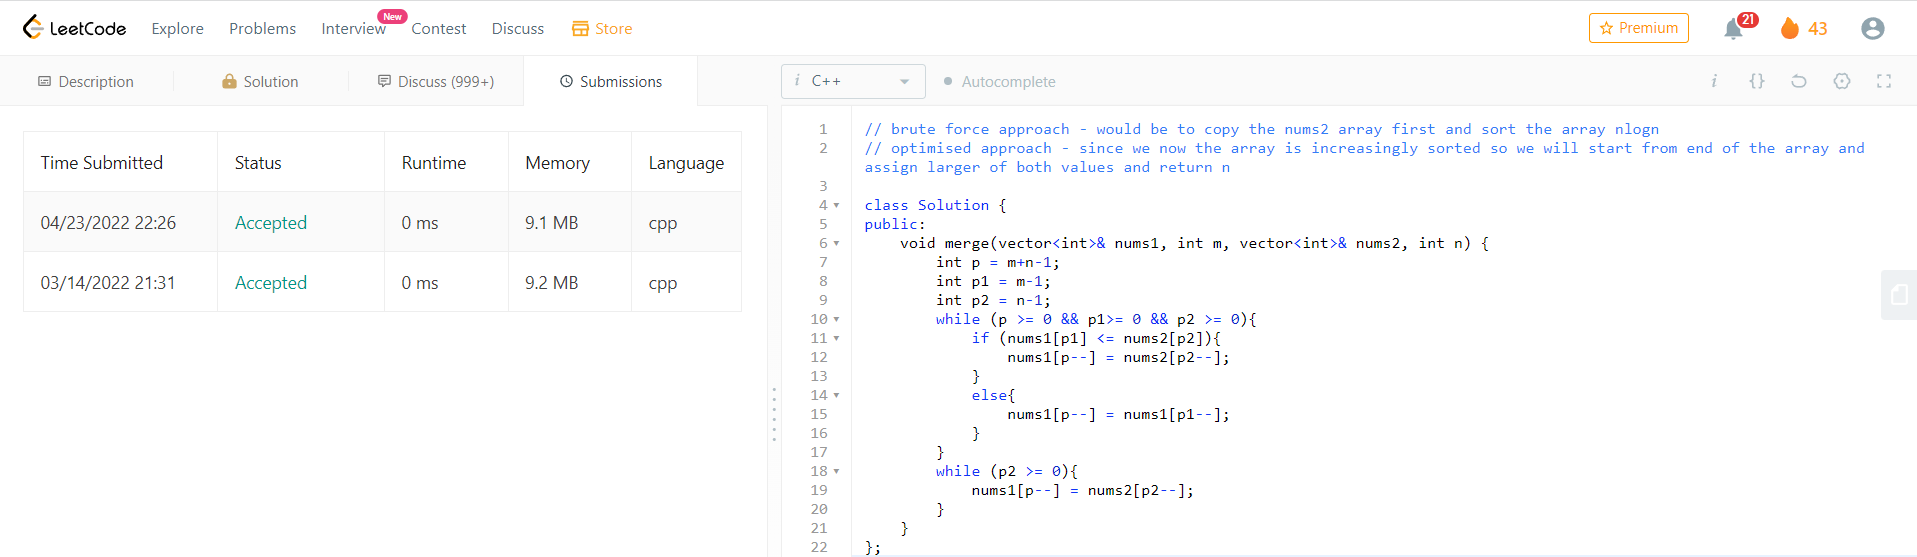 LeetCode Explore Problems Interview New Contest Discuss Store Premium 21 43
Description Solution Discuss (999+) Submissions
Time Submitted Status Runtime Memory Language
04/23/2022 22:26 Accepted 0 ms 9.1 MB cpp
03/14/2022 21:31 Accepted 0 ms 9.2 MB cpp
i C++ Autocomplete i {}
1 // brute force approach - would be to copy the nums2 array first and sort the array nlogn
2 // optimised approach - since we now the array is increasingly sorted so we will start from end of the array and
assign larger of both values and return n
3
4 class Solution {
5 public:
6     void merge(vector<int>& nums1, int m, vector<int>& nums2, int n) {
7         int p = m+n-1;
8         int p1 = m-1;
9         int p2 = n-1;
10         while (p >= 0 && p1>= 0 && p2 >= 0){
11             if (nums1[p1] <= nums2[p2]){
12                 nums1[p--] = nums2[p2--];
13             }
14             else{
15                 nums1[p--] = nums1[p1--];
16             }
17         }
18         while (p2 >= 0){
19             nums1[p--] = nums2[p2--];
20         }
21     }
22 };